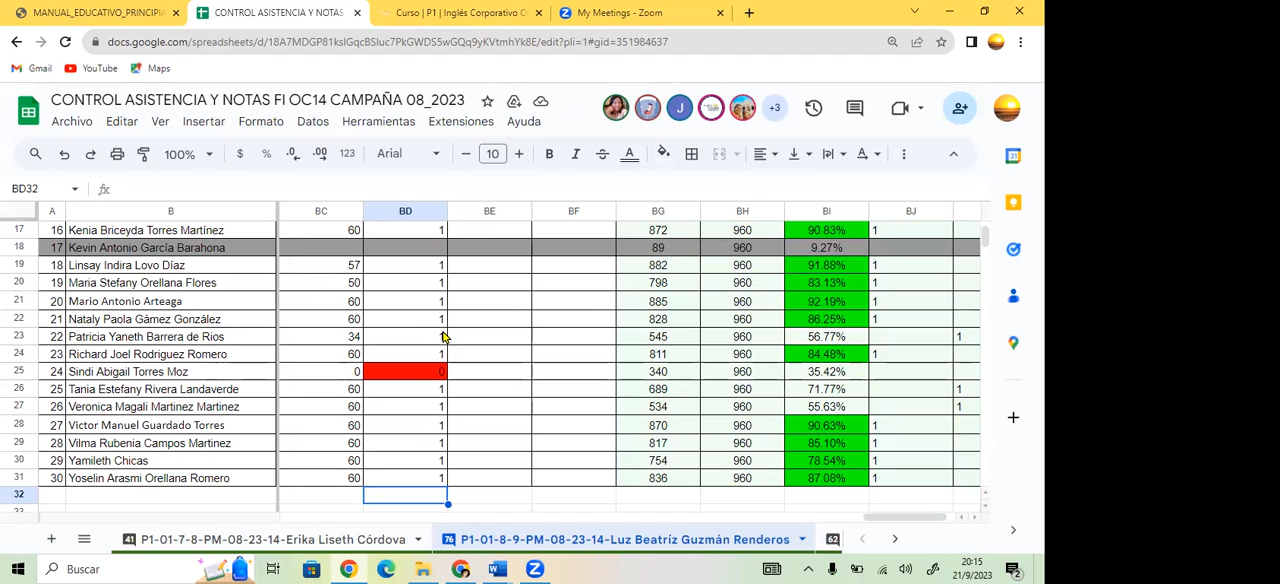 MANUAL_EDUCATIVO_PRINCIPIA
CONTROL ASISTENCIA Y NOTAS
Curso | P1 | Inglés Corporativo C
My Meetings - Zoom
docs.google.com/spreadsheets/d/18A7MDGP81kslGqcBSluc7PkGWDS5wGQq9yKVtmhYk8E/edit?pli=1#gid=351984637
Gmail YouTube Maps
CONTROL ASISTENCIA Y NOTAS FI OC14 CAMPAÑA 08_2023
J +3
Archivo Editar Ver Insertar Formato Datos Herramientas Extensiones Ayuda
100% $ % .0 .00 123 Arial 10 B I S A
31
BD32 fx
A B BC BD BE BF BG BH BI BJ
17 16 Kenia Briceyda Torres Martínez 60 1 872 960 90.83% 1
18 17 Kevin Antonio García Barahona 89 960 9.27%
19 18 Linsay Indira Lovo Díaz 57 1 882 960 91.88% 1
20 19 Maria Stefany Orellana Flores 50 1 798 960 83.13% 1
21 20 Mario Antonio Arteaga 60 1 885 960 92.19% 1
22 21 Nataly Paola Gámez González 60 1 828 960 86.25% 1
23 22 Patricia Yaneth Barrera de Rios 34 1 545 960 56.77% 1
24 23 Richard Joel Rodriguez Romero 60 1 811 960 84.48% 1
25 24 Sindi Abigail Torres Moz 0 0 340 960 35.42%
26 25 Tania Estefany Rivera Landaverde 60 1 689 960 71.77% 1
27 26 Veronica Magali Martinez Martinez 60 1 534 960 55.63% 1
28 27 Victor Manuel Guardado Torres 60 1 870 960 90.63% 1
29 28 Vilma Rubenia Campos Martinez 60 1 817 960 85.10% 1
30 29 Yamileth Chicas 60 1 754 960 78.54% 1
31 30 Yoselin Arasmi Orellana Romero 60 1 836 960 87.08% 1
32
41 P1-01-7-8-PM-08-23-14-Erika Liseth Córdova 76 P1-01-8-9-PM-08-23-14-Luz Beatríz Guzmán Renderos 62
Buscar
20:15
21/9/2023
2